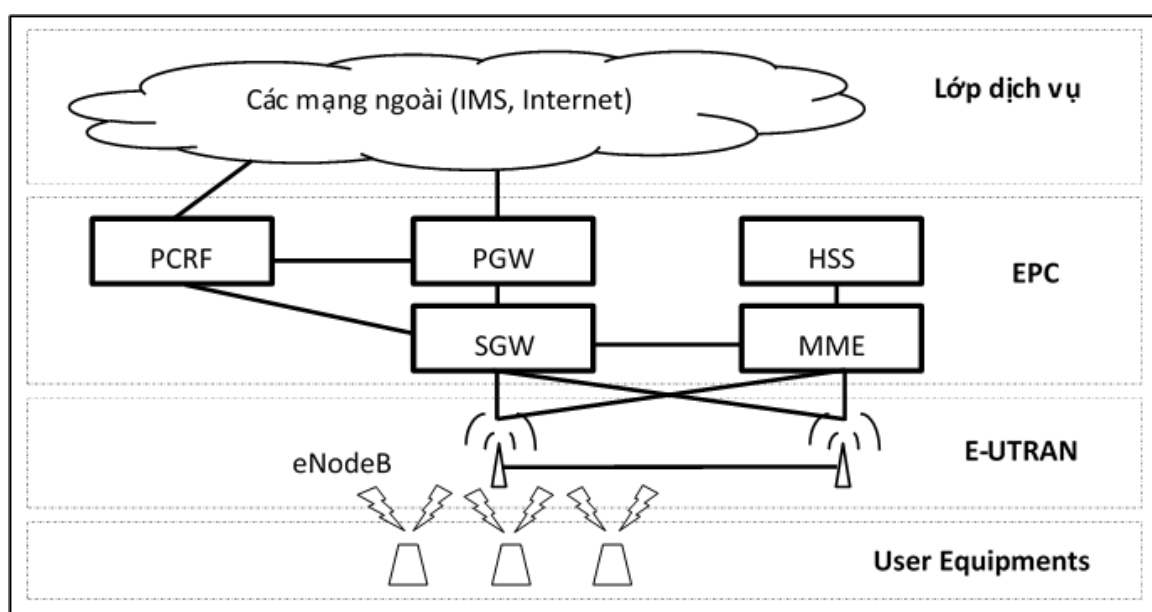 Các mạng ngoài (IMS, Internet)
Lớp dịch vụ
PCRF
PGW
HSS
EPC
SGW
MME
eNodeB
E-UTRAN
User Equipments